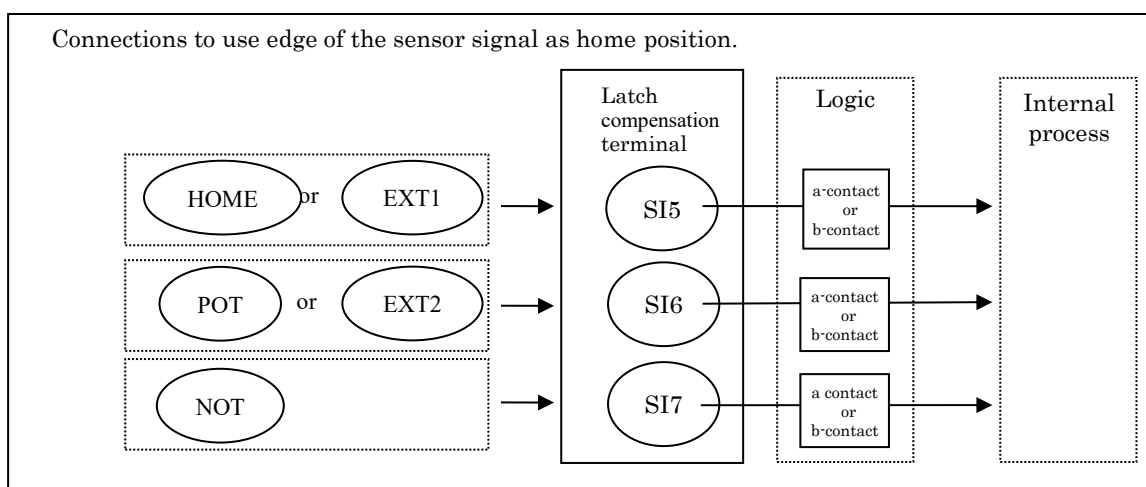 Connections to use edge of the sensor signal as home position.
Latch
compensation
terminal
Logic
Internal
process
HOME or EXT1
SI5
a-contact
or
b-contact
POT or EXT2
SI6
a-contact
or
b-contact
NOT
SI7
a contact
or
b-contact